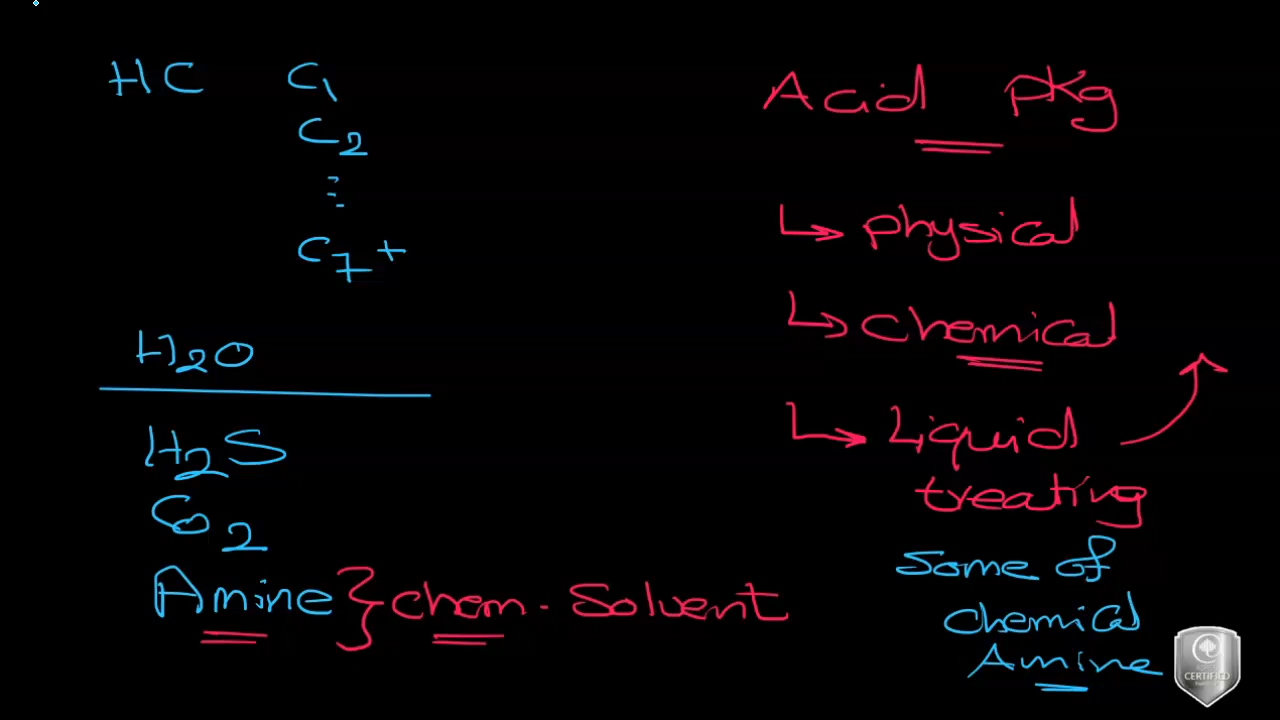 HC C1
C2
⋮
C7+
H2O
H2S
CO2
Amine } chem. Solvent
Acid pkg
↳ physical
↳ chemical
↳ Liquid
treating
Some of
chemical
Amine
CERTIFIED